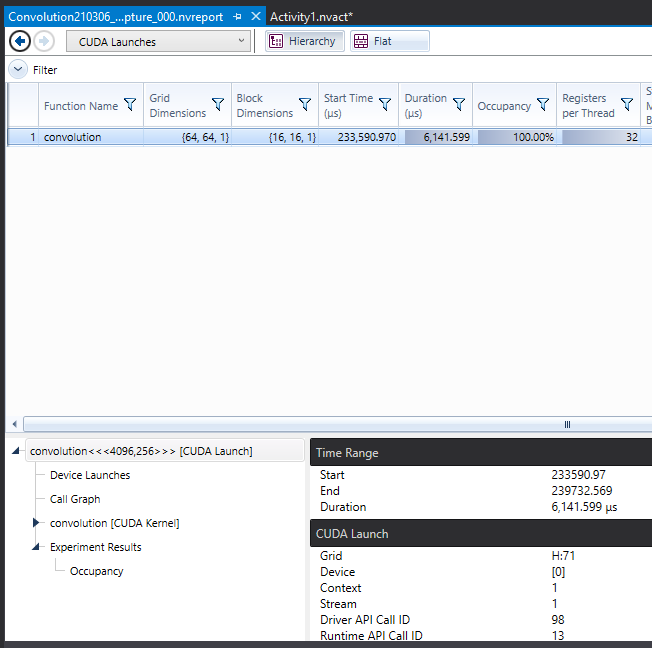 Convolution210306_...pture_000.nvreport Activity1.nvact*
CUDA Launches Hierarchy Flat
Filter
Function Name Grid Dimensions Block Dimensions Start Time (µs) Duration (µs) Occupancy Registers per Thread S M B
1 convolution {64, 64, 1} {16, 16, 1} 233,590.970 6,141.599 100.00% 32
convolution<<<4096,256>>> [CUDA Launch]
Device Launches
Call Graph
convolution [CUDA Kernel]
Experiment Results
Occupancy
Time Range
Start 233590.97
End 239732.569
Duration 6,141.599 µs
CUDA Launch
Grid H:71
Device [0]
Context 1
Stream 1
Driver API Call ID 98
Runtime API Call ID 13